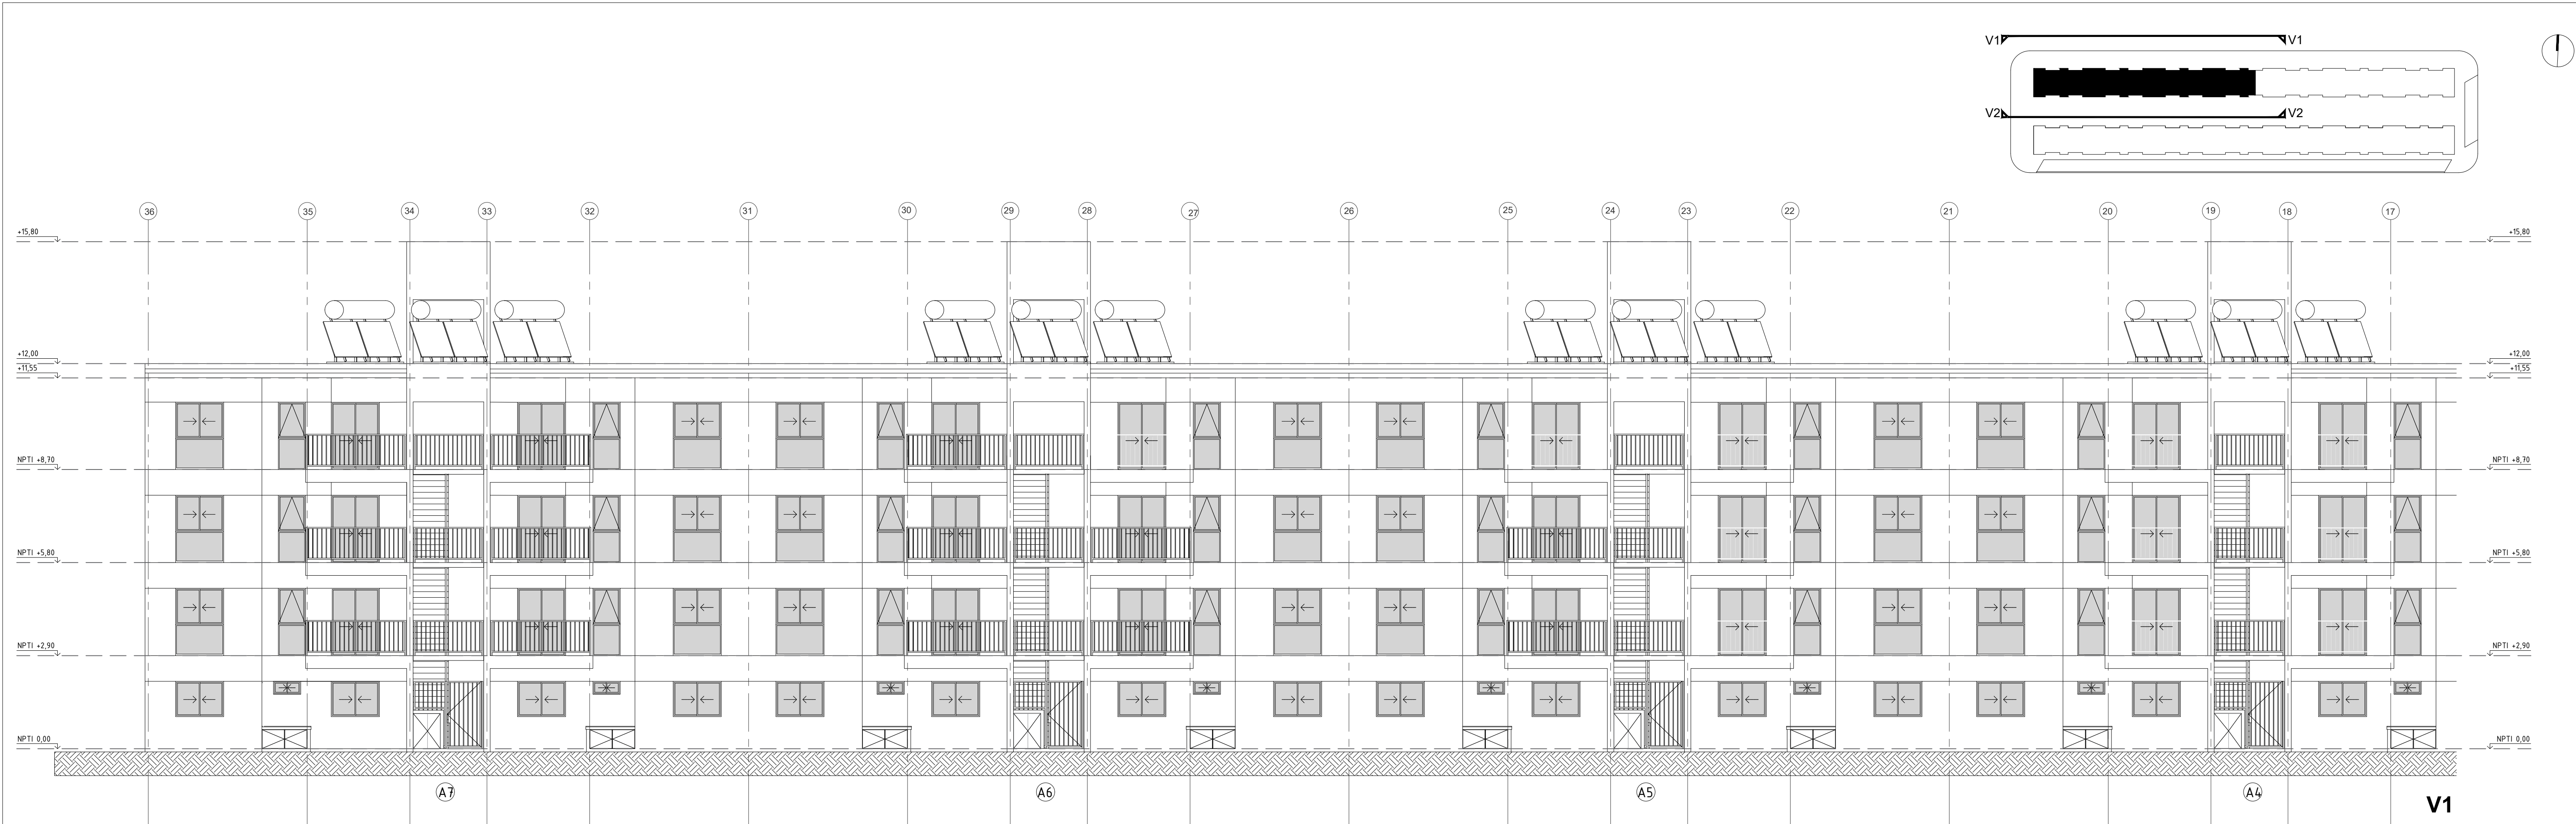 V1 V1
V2 V2
36 35 34 33 32 31 30 29 28 27 26 25 24 23 22 21 20 19 18 17
+15,80 +15,80
+12,00 +12,00
+11,55 +11,55
NPTI +8,70 NPTI +8,70
NPTI +5,80 NPTI +5,80
NPTI +2,90 NPTI +2,90
NPTI 0,00 NPTI 0,00
A7 A6 A5 A4
V1